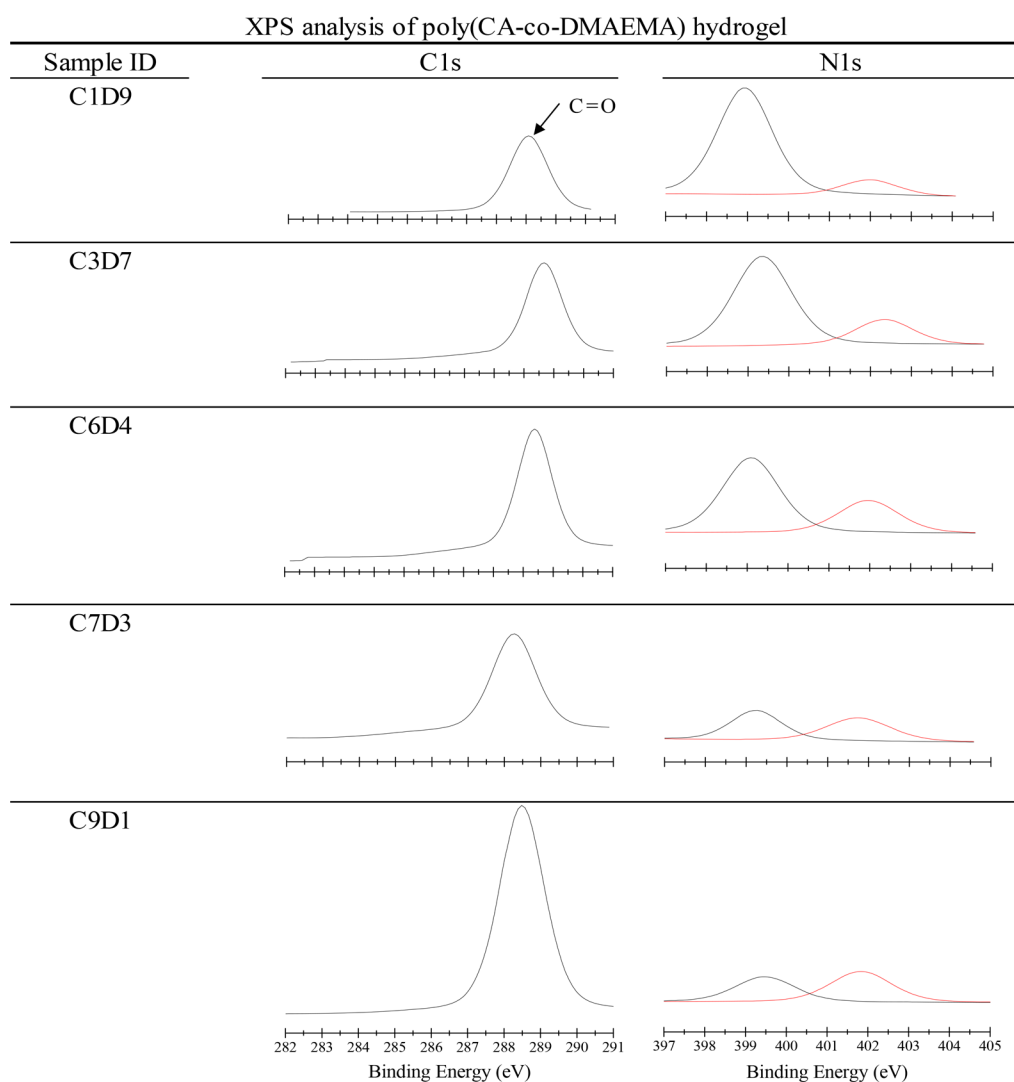 XPS analysis of poly(CA-co-DMAEMA) hydrogel
Sample ID C1s N1s
C1D9
C=O
C3D7
C6D4
C7D3
C9D1
282 283 284 285 286 287 288 289 290 291 397 398 399 400 401 402 403 404 405
Binding Energy (eV) Binding Energy (eV)